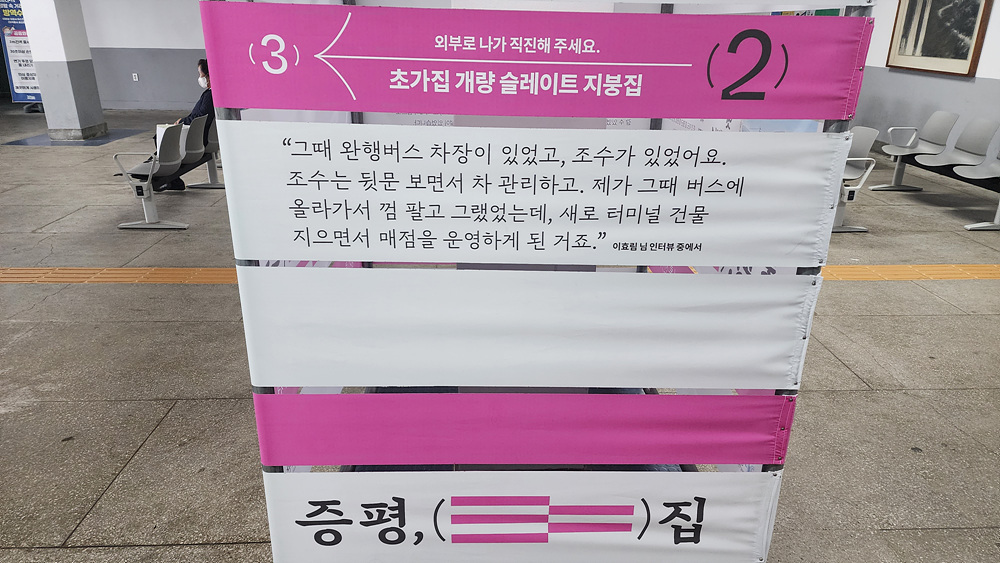 (3)
외부로 나가 직진해 주세요.
초가집 개량 슬레이트 지붕집
(2)
“그때 완행버스 차장이 있었고, 조수가 있었어요.
조수는 뒷문 보면서 차 관리하고. 제가 그때 버스에
올라가서 껌 팔고 그랬었는데, 새로 터미널 건물
지으면서 매점을 운영하게 된 거죠.” 이효림 님 인터뷰 중에서
증평, ( ) 집